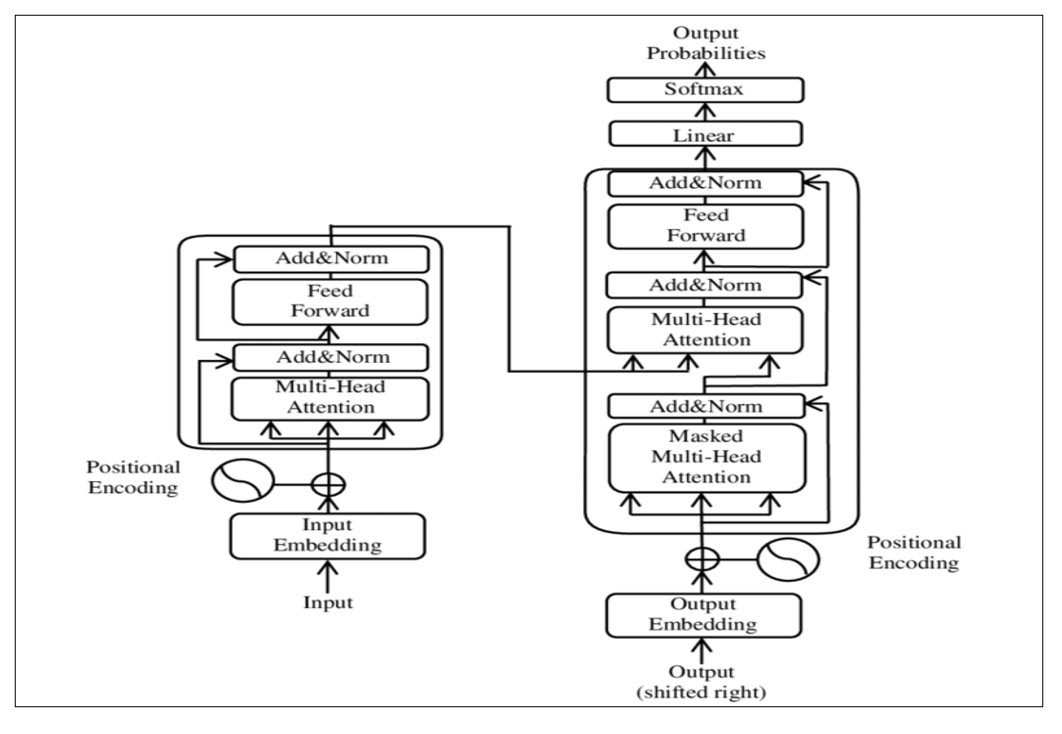 Output
Probabilities
Softmax
Linear
Add&Norm
Feed
Forward
Add&Norm
Multi-Head
Attention
Add&Norm
Masked
Multi-Head
Attention
Positional
Encoding
Output
Embedding
Output
(shifted right)
Add&Norm
Feed
Forward
Add&Norm
Multi-Head
Attention
Positional
Encoding
Input
Embedding
Input